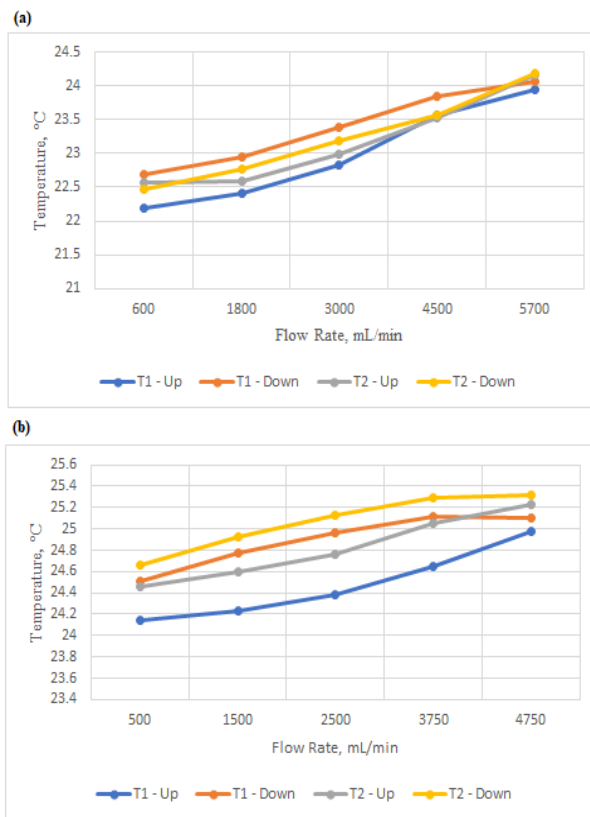 (a)
24.5
24
23.5
23
22.5
22
21.5
21
Temperature, °C
600 1800 3000 4500 5700
Flow Rate, mL/min
T1 - Up T1 - Down T2 - Up T2 - Down
(b)
25.6
25.4
25.2
25
24.8
24.6
24.4
24.2
24
23.8
23.6
23.4
Temperature, °C
500 1500 2500 3750 4750
Flow Rate, mL/min
T1 - Up T1 - Down T2 - Up T2 - Down